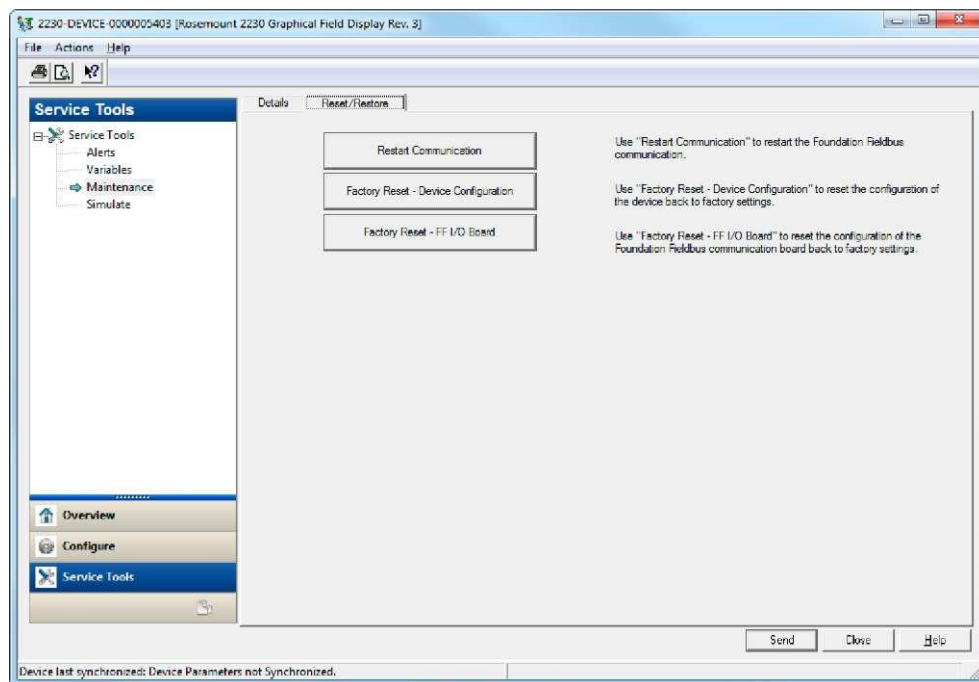 2230-DEVICE-0000005403 [Rosemount 2230 Graphical Field Display Rev. 3]
File Actions Help
Service Tools
Service Tools
Alerts
Variables
Maintenance
Simulate
Overview
Configure
Service Tools
Details Reset/Restore
Restart Communication
Use "Restart Communication" to restart the Foundation Fieldbus
communication.
Factory Reset - Device Configuration
Use "Factory Reset - Device Configuration" to reset the configuration of
the device back to factory settings.
Factory Reset - FF I/O Board
Use "Factory Reset - FF I/O Board" to reset the configuration of the
Foundation Fieldbus communication board back to factory settings.
Send Close Help
Device last synchronized: Device Parameters not Synchronized.